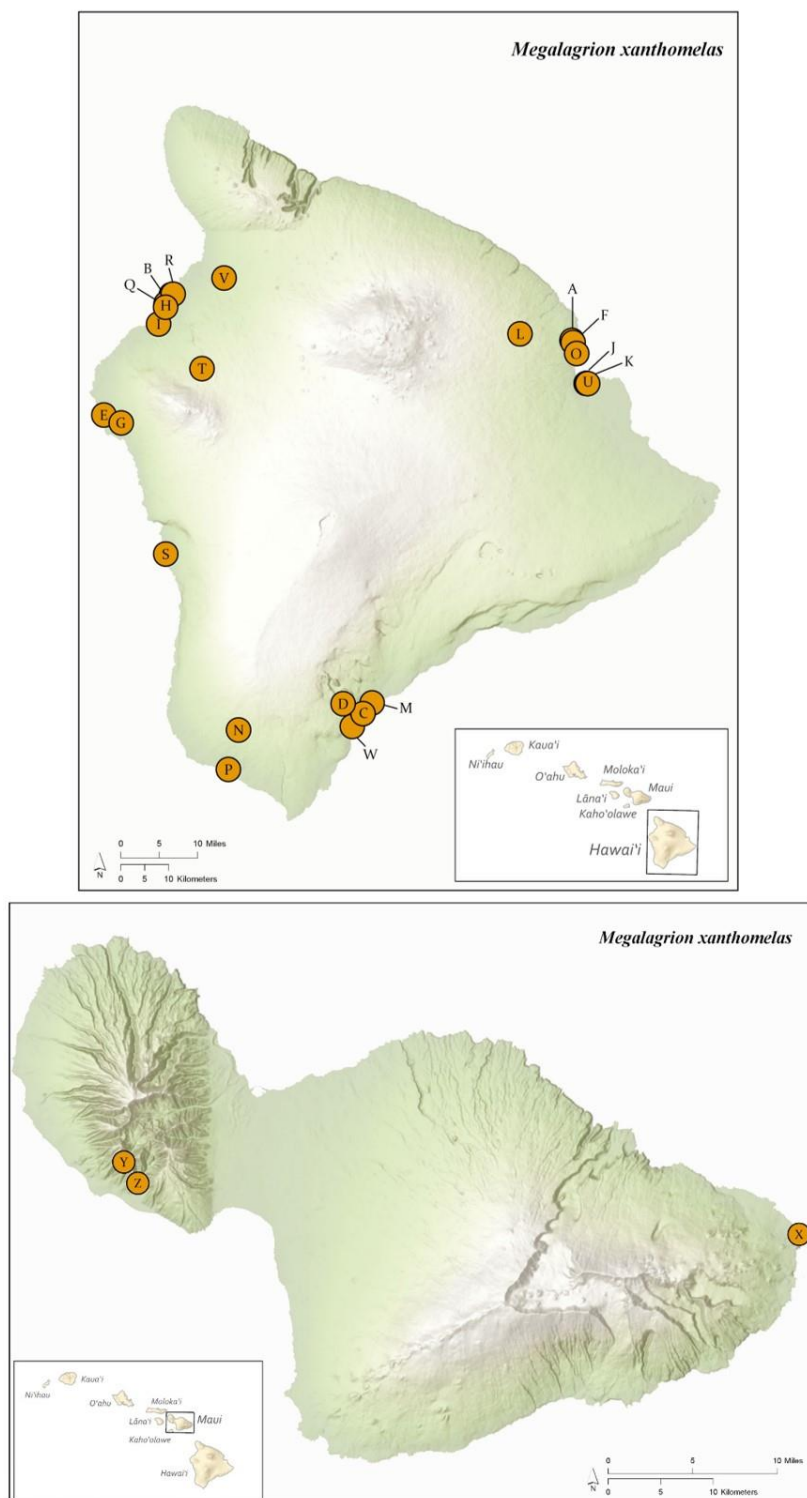 Megalagrion xanthomelas
R
B
V
Q
H
I
A
F
L
O
J
K
U
T
E
G
S
D
M
C
N
W
P
Kaua'i
Ni'ihau
O'ahu
Moloka'i
Maui
Lāna'i
Kaho'olawe
Hawai'i
0 5 10 Miles
N
0 5 10 Kilometers
Megalagrion xanthomelas
Y
Z
X
Kaua'i
Ni'ihau
O'ahu
Moloka'i
Lāna'i
Maui
Kaho'olawe
Hawai'i
0 5 10 Miles
N
0 5 10 Kilometers